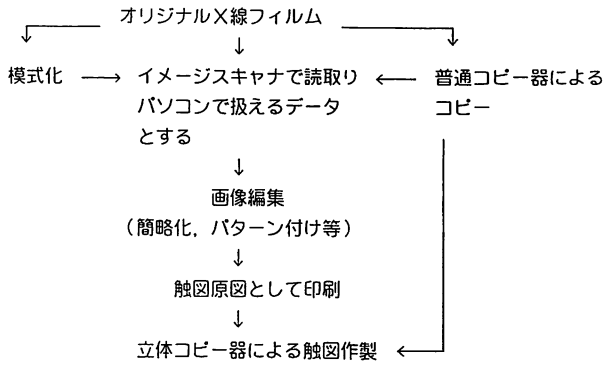 オリジナルX線フィルム
模式化
イメージスキャナで読取り
パソコンで扱えるデータ
とする
普通コピー器による
コピー
画像編集
(簡略化，パターン付け等)
触図原図として印刷
立体コピー器による触図作製